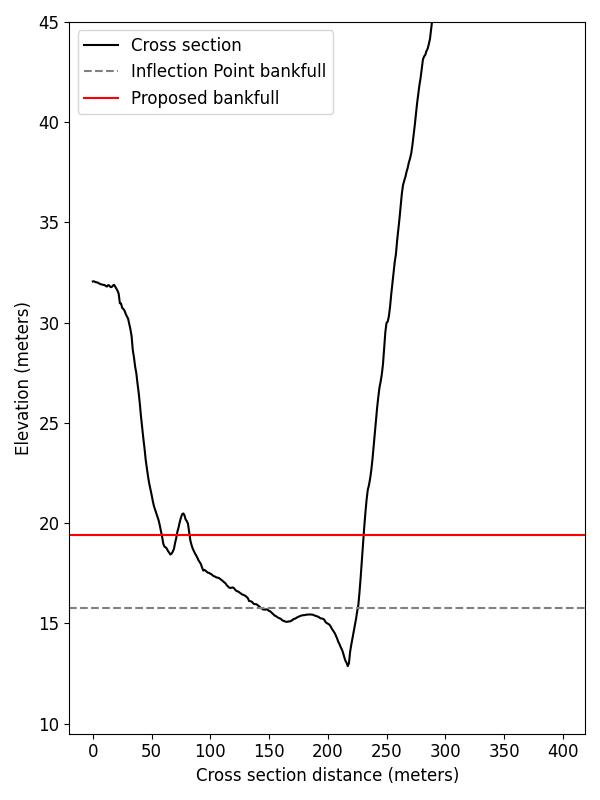 45
40
35
30
25
20
15
10
Elevation (meters)
Cross section
Inflection Point bankfull
Proposed bankfull
0 50 100 150 200 250 300 350 400
Cross section distance (meters)